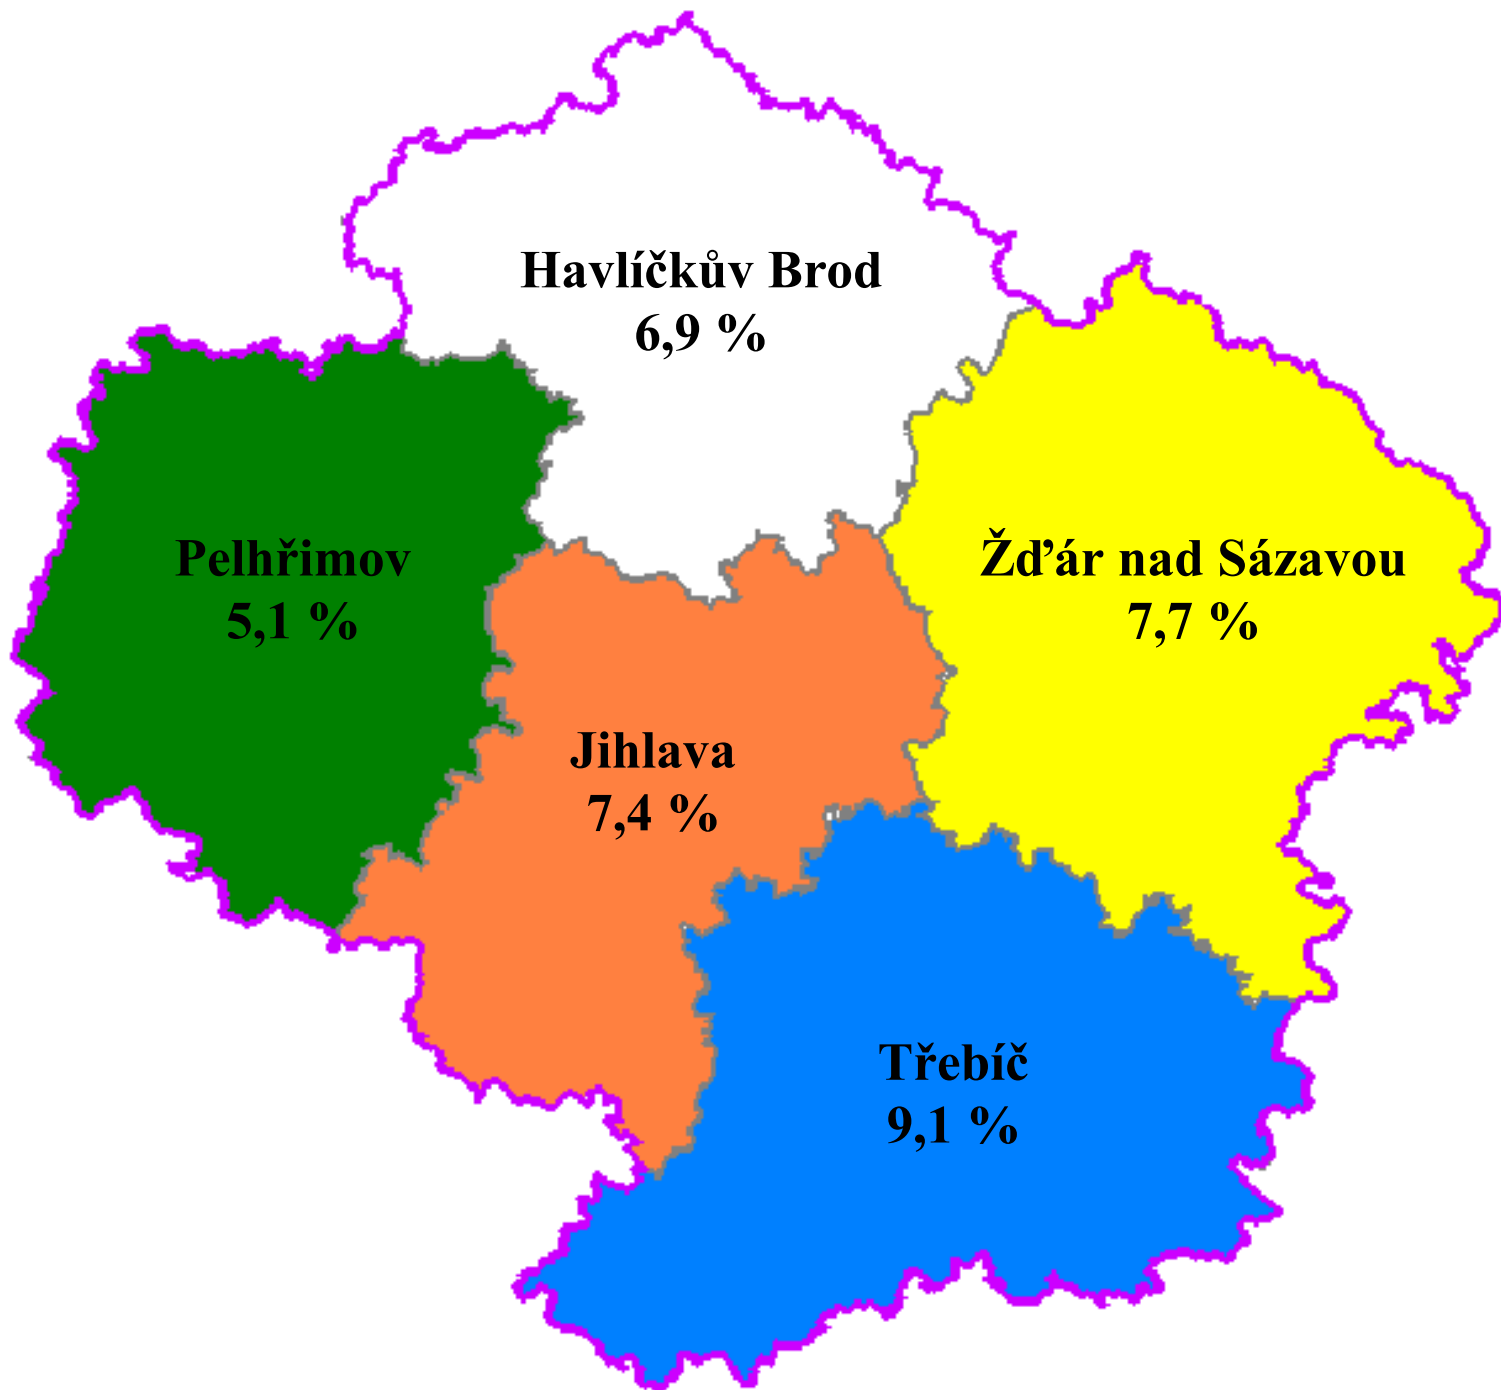 Havlíčkův Brod
6,9 %
Pelhřimov
5,1 %
Žďár nad Sázavou
7,7 %
Jihlava
7,4 %
Třebíč
9,1 %